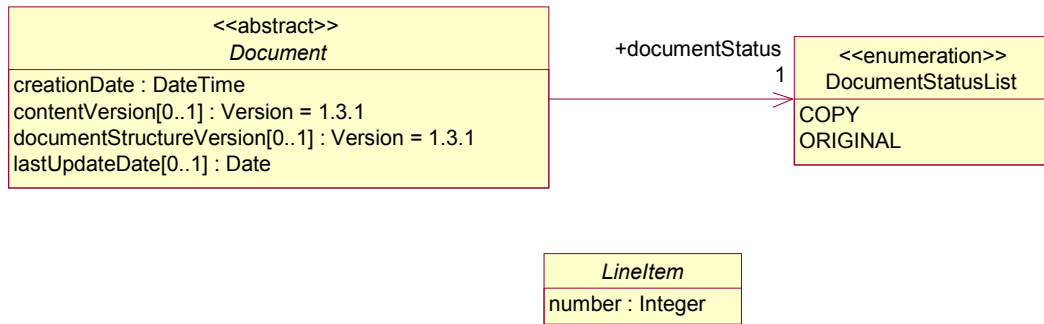 <<abstract>>
Document
creationDate : DateTime
contentVersion[0..1] : Version = 1.3.1
documentStructureVersion[0..1] : Version = 1.3.1
lastUpdateDate[0..1] : Date
+documentStatus
1
<<enumeration>>
DocumentStatusList
COPY
ORIGINAL
LineItem
number : Integer